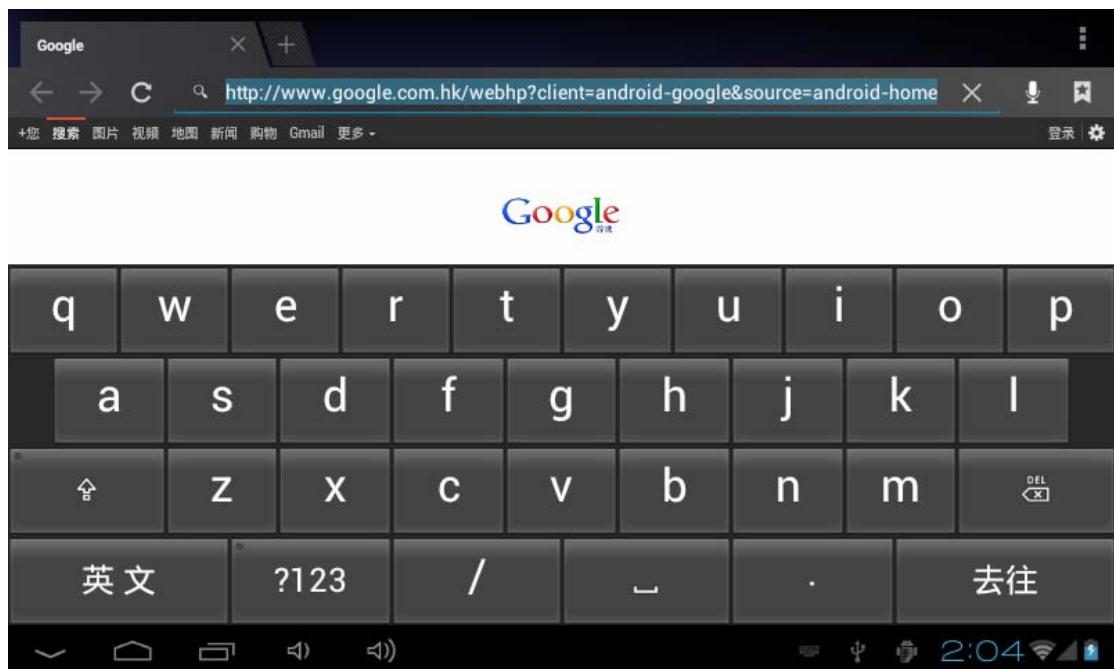 Google
http://www.google.com.hk/webhp?client=android-google&source=android-home
+您 搜索 图片 视频 地图 新闻 购物 Gmail 更多 登录
Google
谷歌
q w e r t y u i o p
a s d f g h j k l
z x c v b n m DEL
英文 ?123 / . 去往
2:04